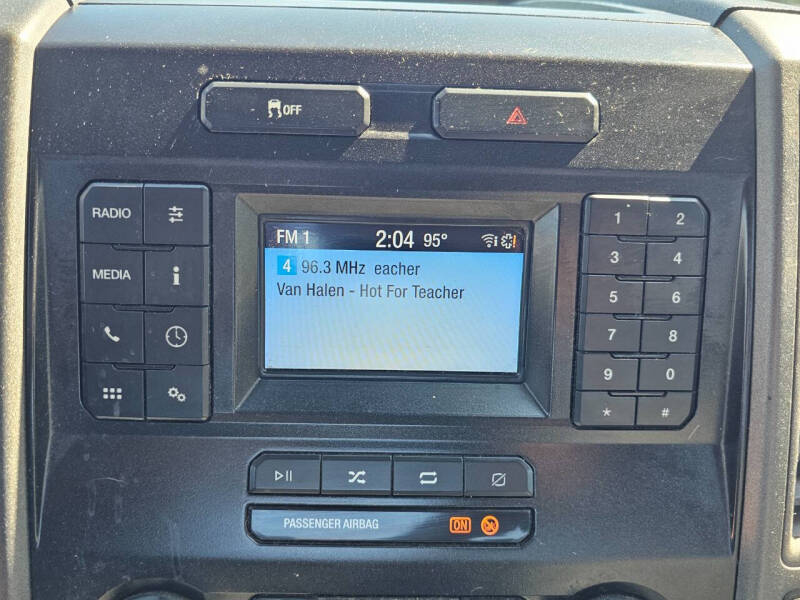 OFF
RADIO
MEDIA
FM 1 2:04 95°
4 96.3 MHz eacher
Van Halen - Hot For Teacher
1 2
3 4
5 6
7 8
9 0
* #
PASSENGER AIRBAG ON